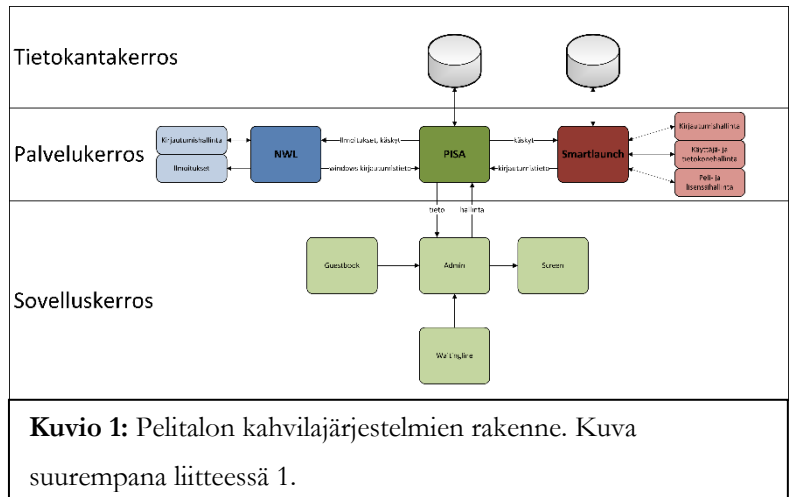 Tietokantakerros
Palvelukerros
Kirjautumishallinta
Ilmoitukset
NWL
Ilmoitukset, käskyt
windows kirjautumistieto
PISA
käskyt
kirjautumistieto
Smartlaunch
Kirjautumishallinta
Käyttäjä- ja
tietokonehallinta
Peli- ja
lisenssihallinta
tieto
hallinta
Sovelluskerros
Guestbook
Admin
Screen
Waitingline
Kuvio 1: Pelitalon kahvilajärjestelmien rakenne. Kuva
suurempana liitteessä 1.